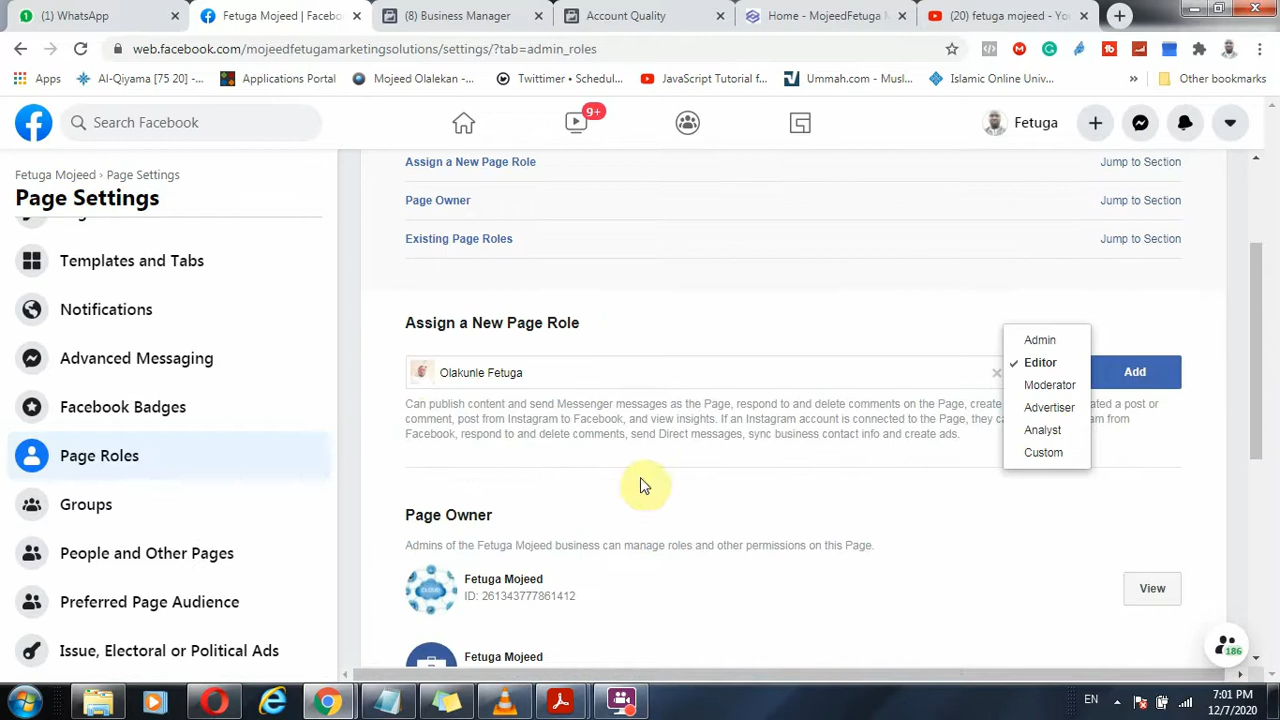 WhatsApp
Fetuga Mojeed | Facebo
(8) Business Manager
Account Quality
Home - MojeedFetuga M
(20) fetuga mojeed - Yo
web.facebook.com/mojeedfetugamarketingsolutions/settings/?tab=admin_roles
Apps
Al-Qiyama [75 20] -...
Applications Portal
Mojeed Olalekan -...
Twittimer • Schedul...
JavaScript Tutorial f...
Ummah.com - Musl...
Islamic Online Univ...
»
Other bookmarks
Search Facebook
9+
Fetuga
Fetuga Mojeed › Page Settings
Page Settings
Templates and Tabs
Notifications
Advanced Messaging
Facebook Badges
Page Roles
Groups
People and Other Pages
Preferred Page Audience
Issue, Electoral or Political Ads
Assign a New Page Role
Jump to Section
Page Owner
Jump to Section
Existing Page Roles
Jump to Section
Assign a New Page Role
Olakunle Fetuga
Add
Admin
Editor
Moderator
Advertiser
Analyst
Custom
Can publish content and send Messenger messages as the Page, respond to and delete comments on the Page, create ated a post or
comment, post from Instagram to Facebook, and view insights. If an Instagram account is connected to the Page, they c am from
Facebook, respond to and delete comments, send Direct messages, sync business contact info and create ads.
Page Owner
Admins of the Fetuga Mojeed business can manage roles and other permissions on this Page.
CLOUD
Fetuga Mojeed
ID: 261343777861412
View
Fetuga Mojeed
186
EN
7:01 PM
12/7/2020